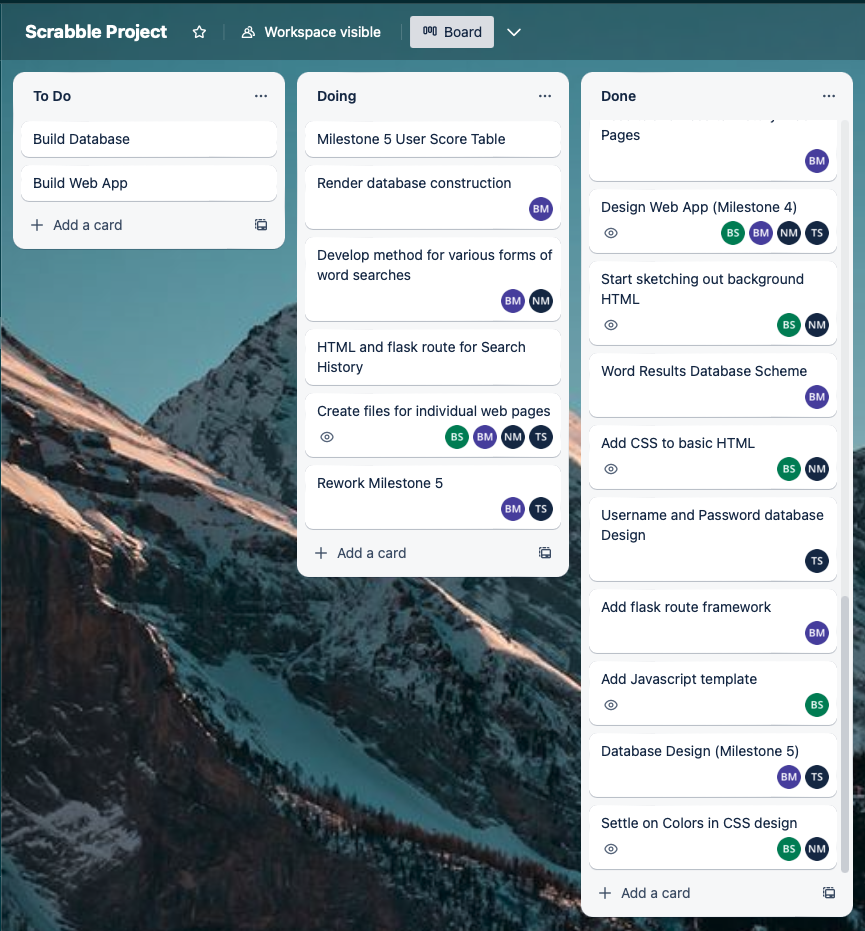 Scrabble Project
Workspace visible
Board
To Do
Build Database
Build Web App
Add a card
Doing
Milestone 5 User Score Table
Render database construction
BM
Develop method for various forms of
word searches
BM NM
HTML and flask route for Search
History
Create files for individual web pages
BS BM NM TS
Rework Milestone 5
BM TS
Add a card
Done
Pages
BM
Design Web App (Milestone 4)
BS BM NM TS
Start sketching out background
HTML
BS NM
Word Results Database Scheme
BM
Add CSS to basic HTML
BS NM
Username and Password database
Design
TS
Add flask route framework
BM
Add Javascript template
BS
Database Design (Milestone 5)
BM TS
Settle on Colors in CSS design
BS NM
Add a card